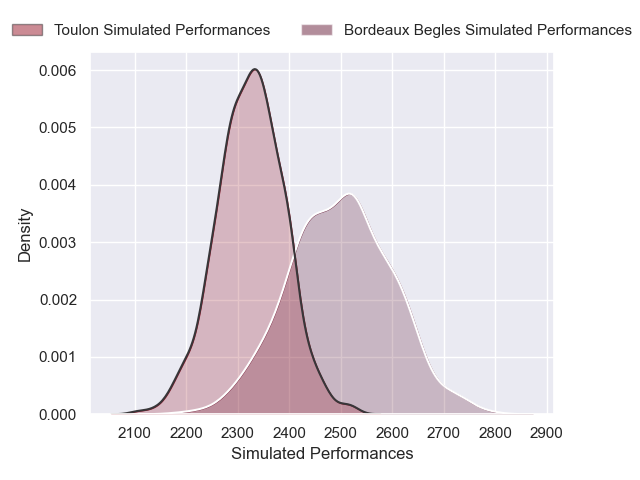 Toulon Simulated Performances
Bordeaux Begles Simulated Performances
0.006
0.005
0.004
0.003
0.002
0.001
0.000
Density
2100 2200 2300 2400 2500 2600 2700 2800 2900
Simulated Performances